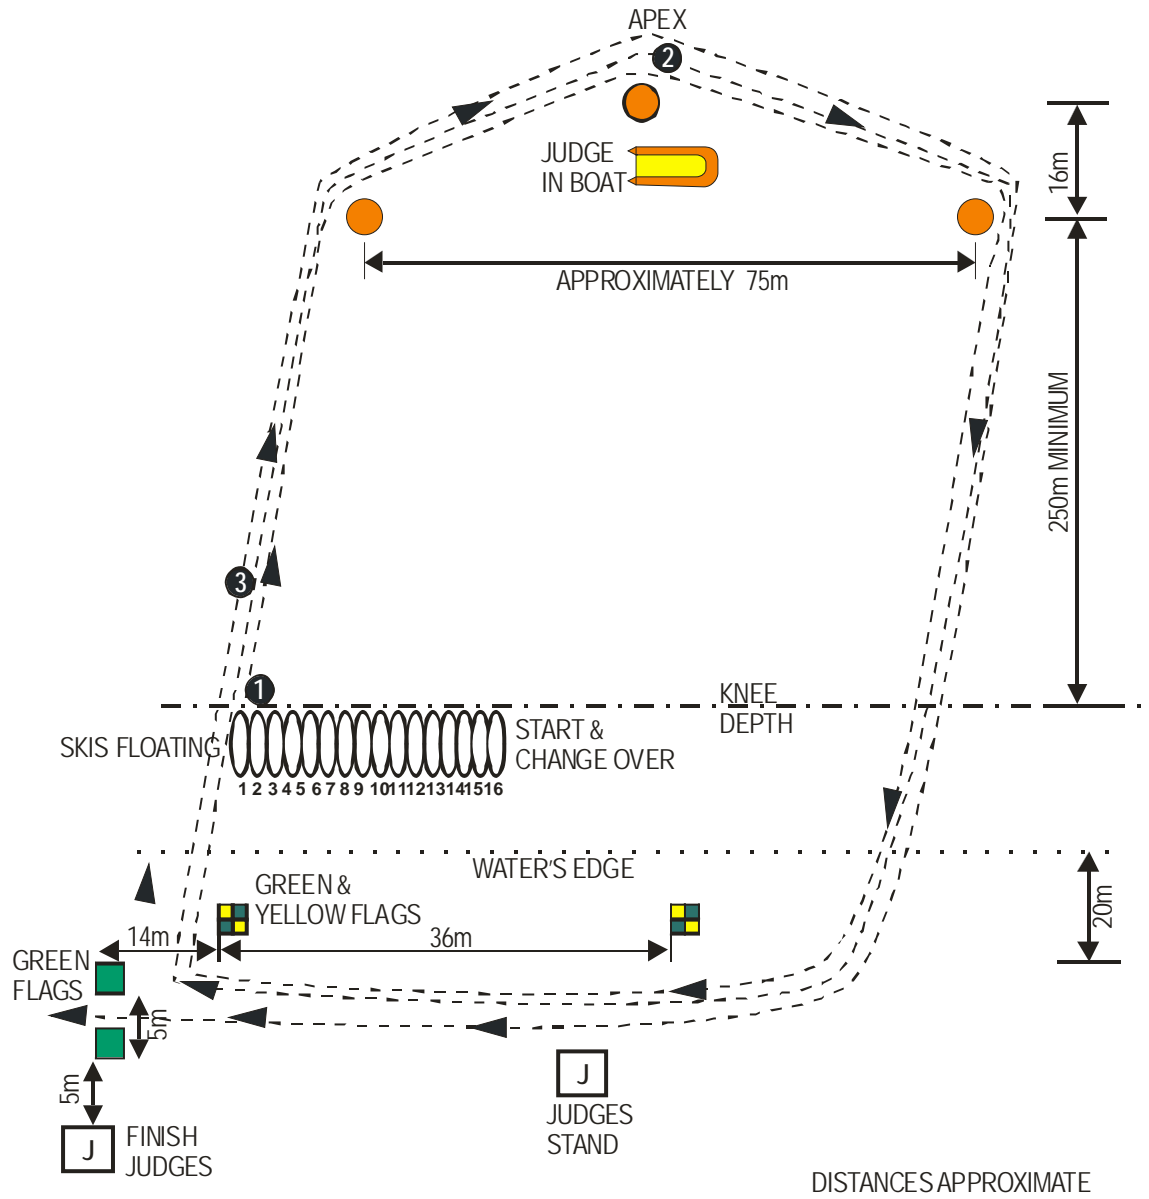 APEX
2
JUDGE
IN BOAT
16m
APPROXIMATELY 75m
250m MINIMUM
3
1
KNEE
DEPTH
SKIS FLOATING
START &
CHANGE OVER
1 2 3 4 5 6 7 8 9 10 11 12 13 14 15 15 16
WATER'S EDGE
GREEN &
YELLOW FLAGS
20m
14m
36m
GREEN
FLAGS
5m
5m
J
JUDGES
STAND
J
FINISH
JUDGES
DISTANCES APPROXIMATE